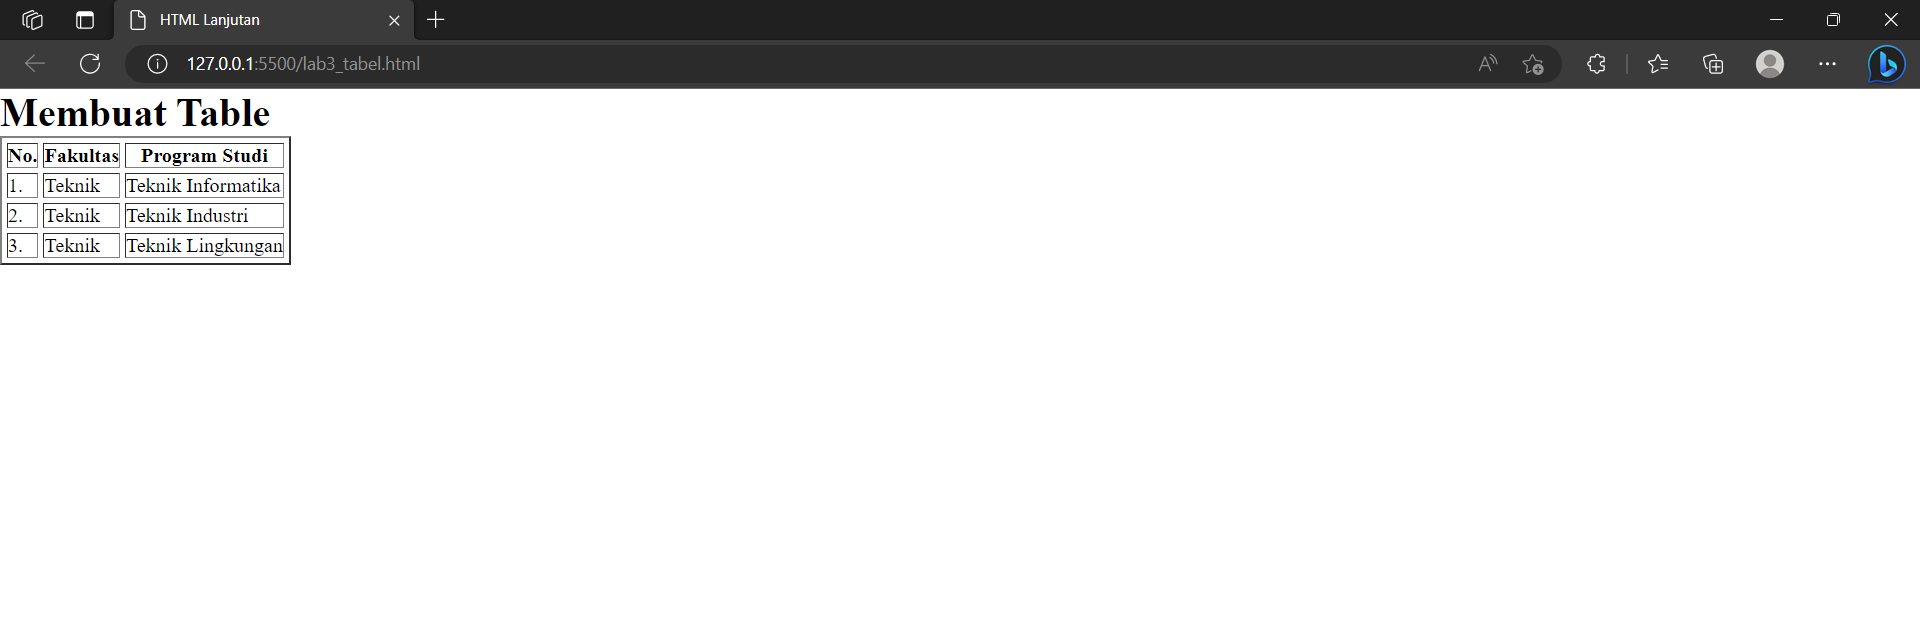 HTML Lanjutan
127.0.0.1:5500/lab3_tabel.html
Membuat Table
No. Fakultas Program Studi
1. Teknik Teknik Informatika
2. Teknik Teknik Industri
3. Teknik Teknik Lingkungan